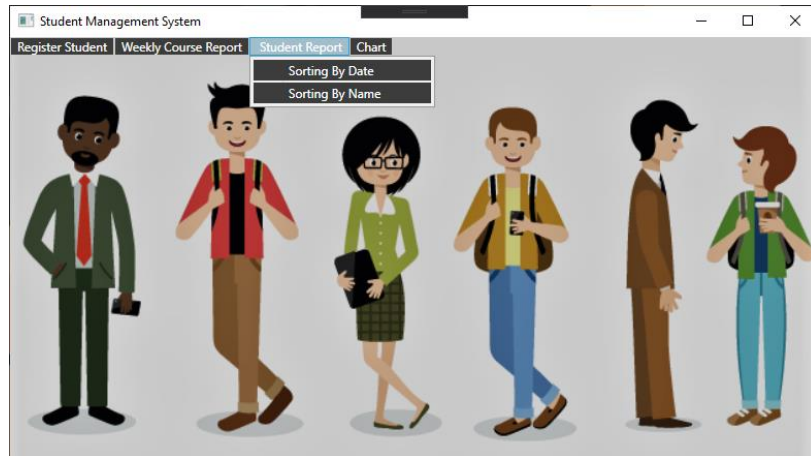 Student Management System
Register Student Weekly Course Report Student Report Chart
Sorting By Date
Sorting By Name